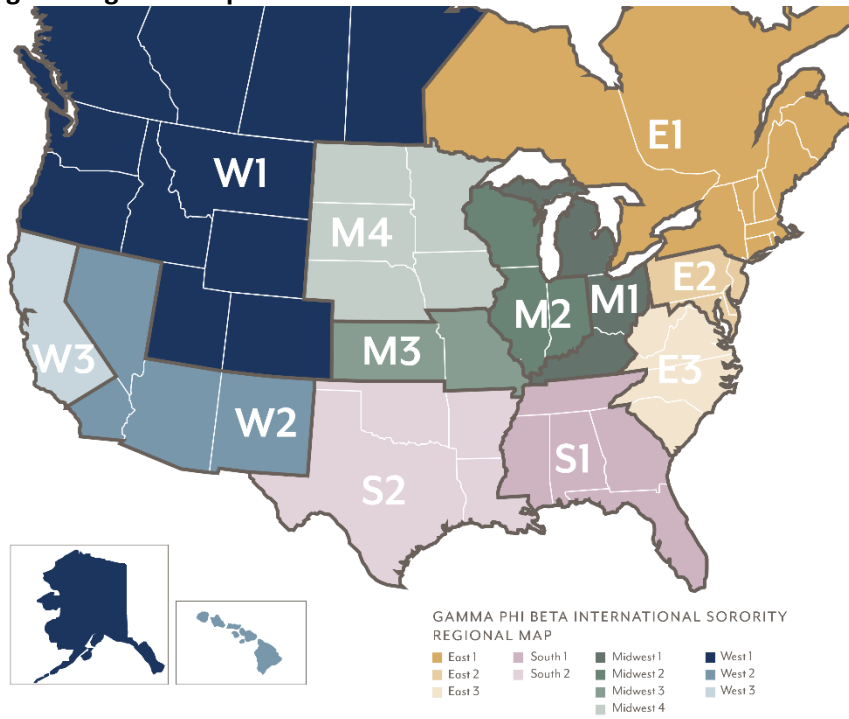 E1
W1
M4
E2
M1
M2
M3
W3
E3
W2
S1
S2
GAMMA PHI BETA INTERNATIONAL SORORITY
REGIONAL MAP
East 1
East 2
East 3
South 1
South 2
Midwest 1
Midwest 2
Midwest 3
Midwest 4
West 1
West 2
West 3